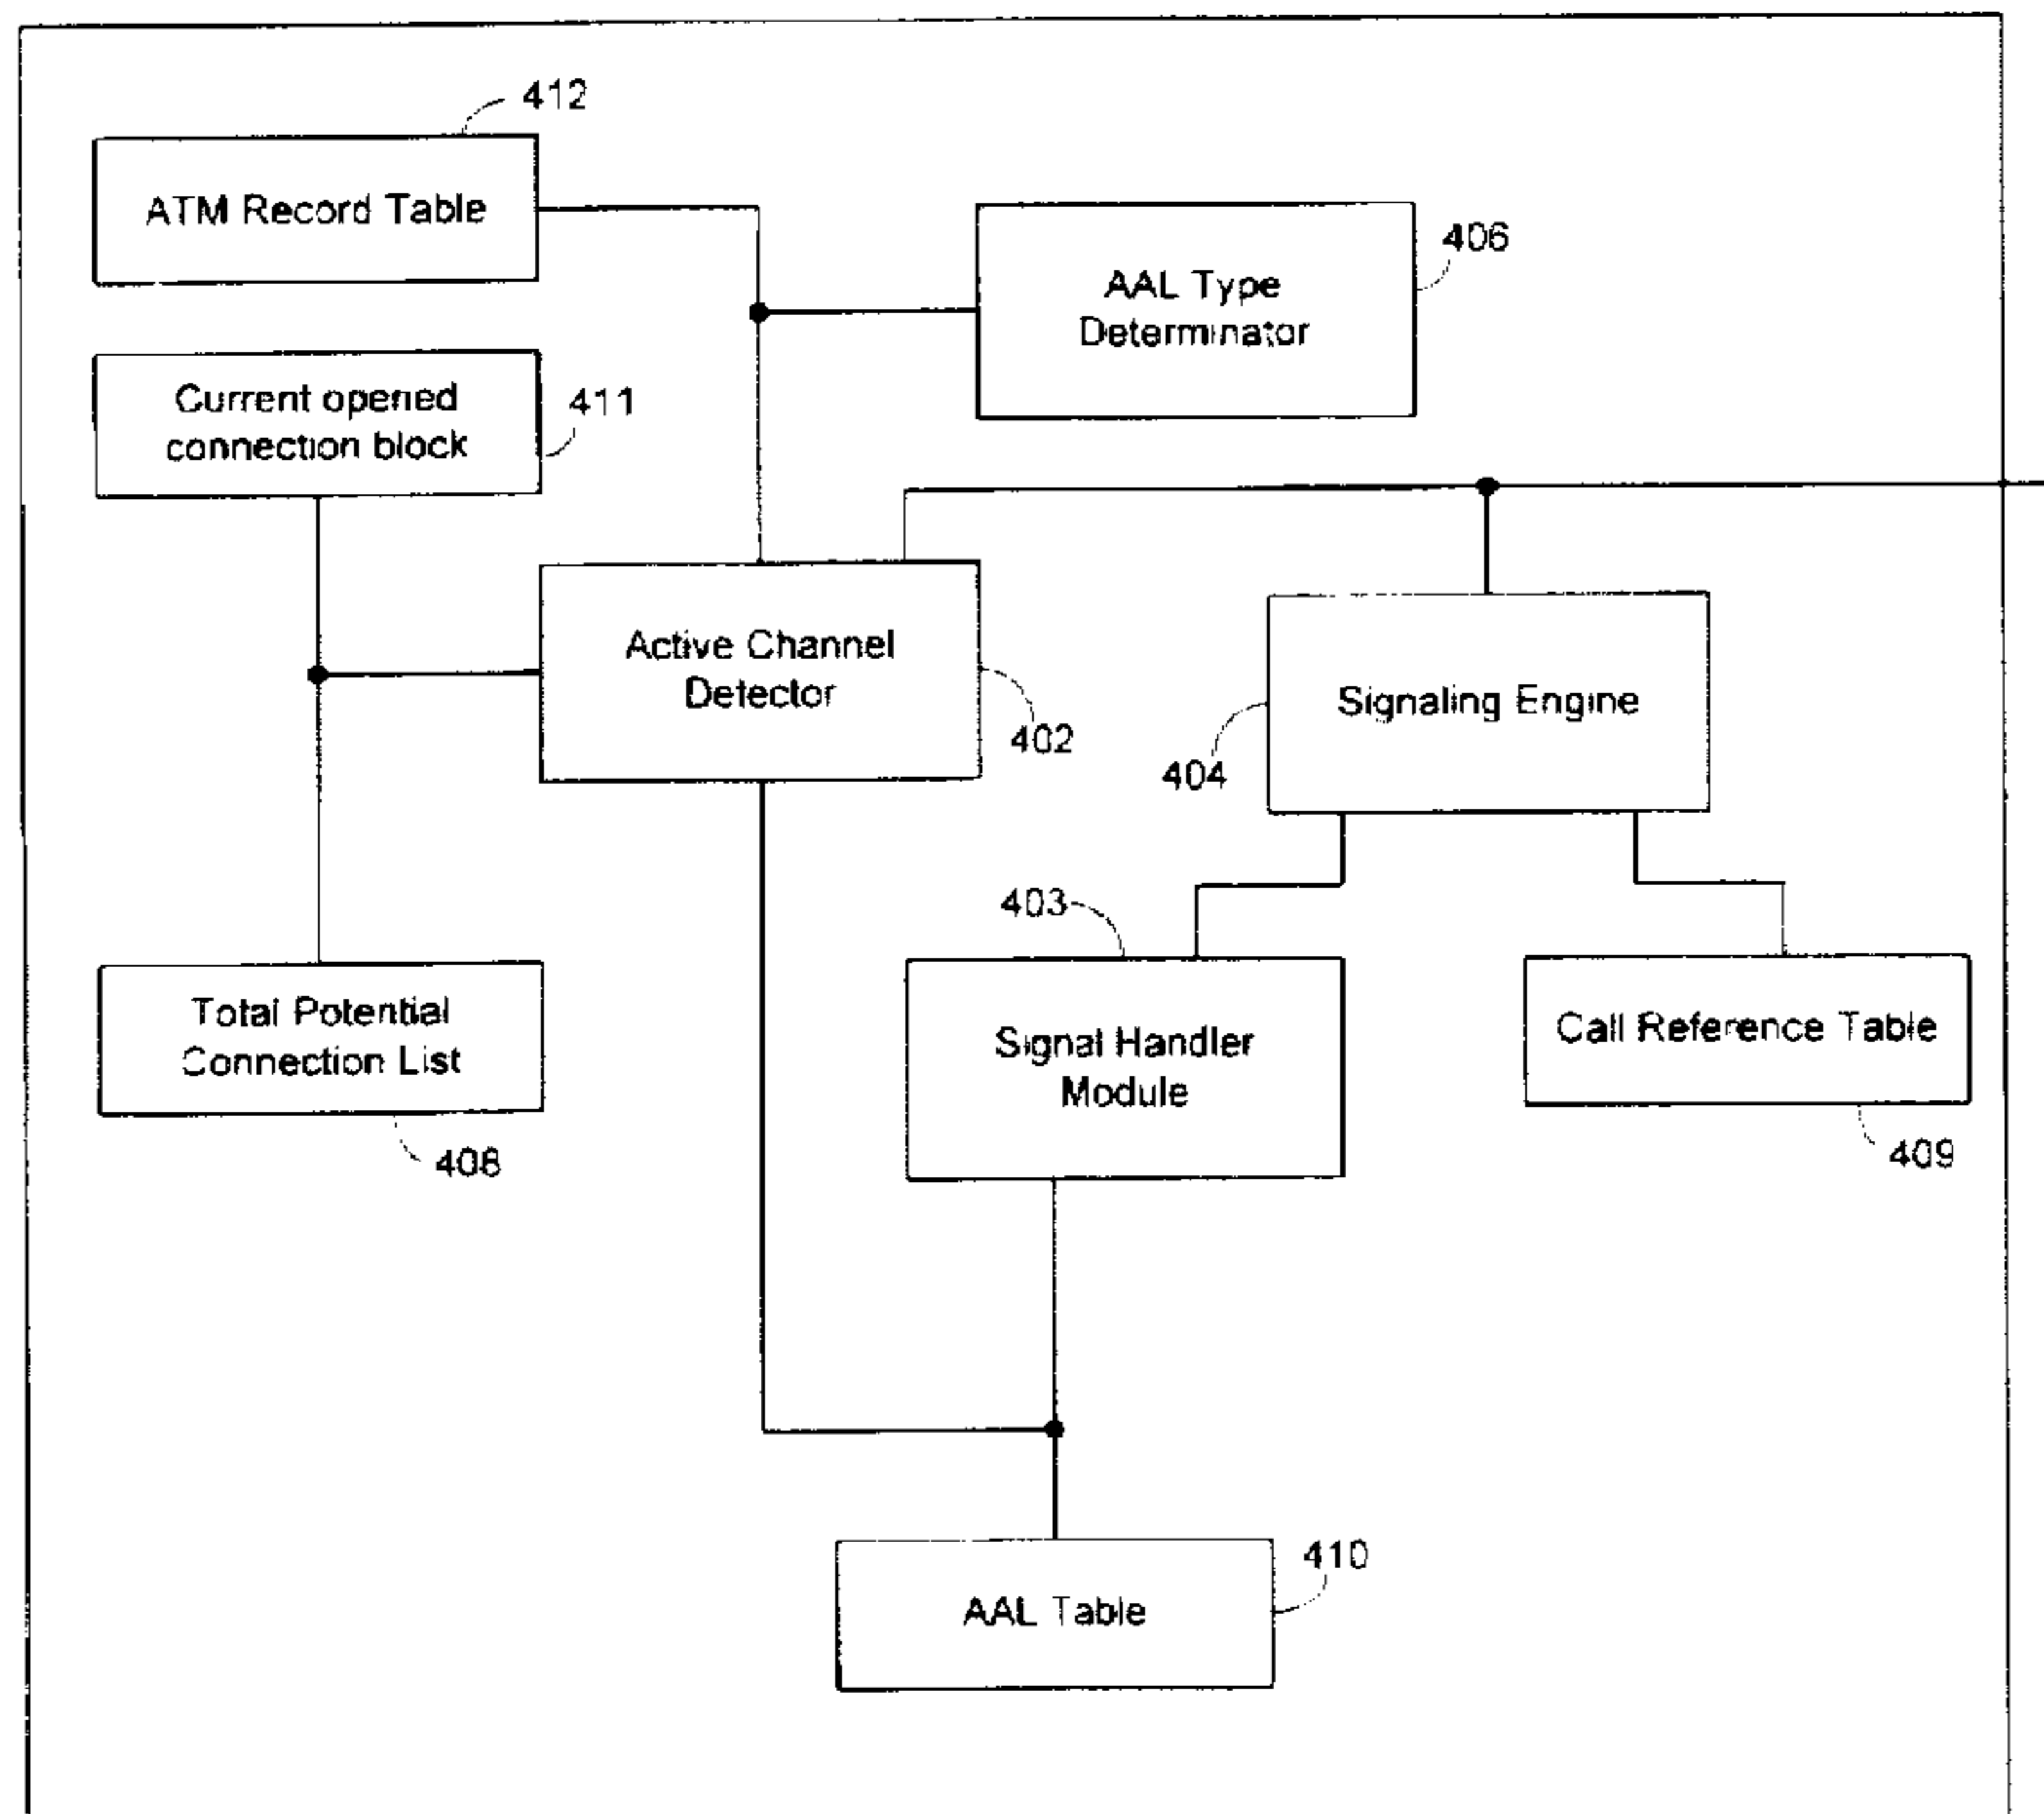 412
ATM Record Table
406
AAL Type
Determinator
Current opened
connection block
411
Active Channel
Detector
402
Signaling Engine
404
403
Total Potential
Connection List
408
Signal Handler
Module
Call Reference Table
409
410
AAL Table